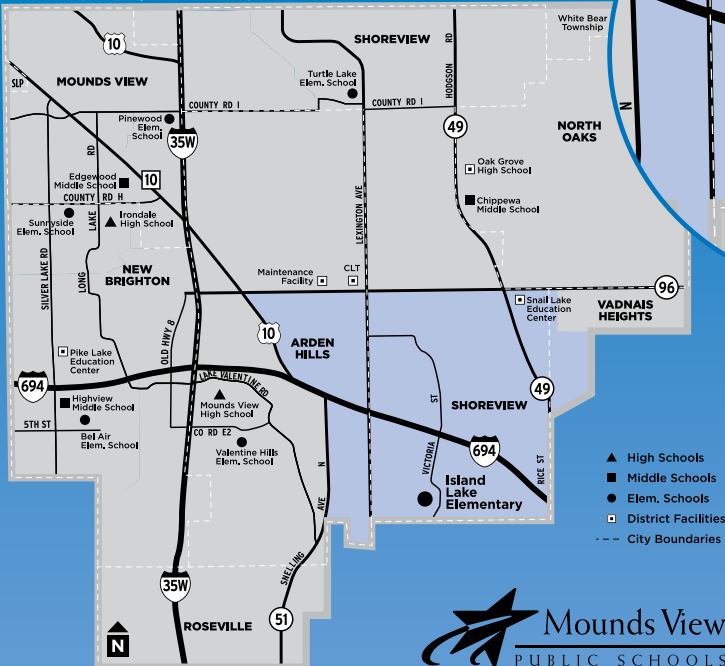 White Bear
Township
10
SHOREVIEW
HODGSON RD
MOUNDS VIEW
SLP
Turtle Lake
Elem. School
COUNTY RD I
COUNTY RD I
N
Pinewood
Elem.
School
35W
49
NORTH
OAKS
LONG LAKE RD
Edgewood
Middle School
10
Oak Grove
High School
COUNTY RD H
LEXINGTON AVE
Chippewa
Middle School
Sunnyside
Elem. School
Irondale
High School
SILVER LAKE RD
NEW
BRIGHTON
Maintenance
Facility
CLT
96
Snail Lake
Education
Center
VADNAIS
HEIGHTS
OLD HWY 8
10
ARDEN
HILLS
Pike Lake
Education
Center
694
LAKE VALENTINE RD
49
Highview
Middle School
Mounds View
High School
SHOREVIEW
VICTORIA ST
5TH ST
CO RD E2
Bel Air
Elem. School
Valentine Hills
Elem. School
694
RICE ST
Island
Lake
Elementary
High Schools
Middle Schools
Elem. Schools
District Facilities
City Boundaries
SNELLING AVE N
35W
51
ROSEVILLE
N
Mounds View
PUBLIC SCHOOLS